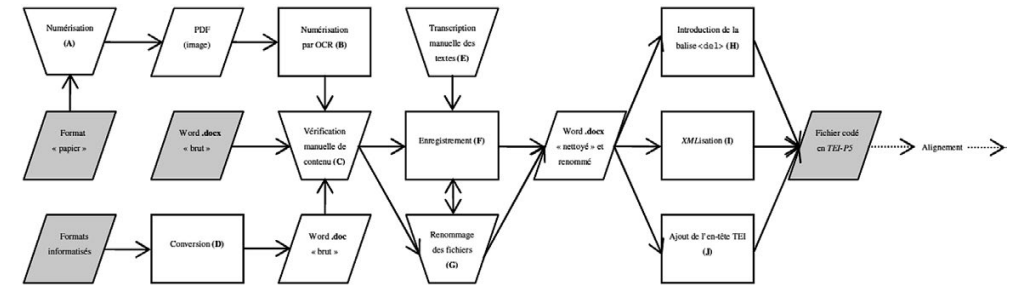 Numérisation
(A)
PDF
(image)
Numérisation
par OCR (B)
Transcription
manuelle des
textes (E)
Introduction de la
balise <del> (H)
Format
« papier »
Word .docx
« brut »
Vérification
manuelle de
contenu (C)
Enregistrement (F)
Word .docx
« nettoyé » et
renommé
XMLisation (I)
Fichier codé
en TEI-P5
Alignement
Formats
informatisés
Conversion (D)
Word .doc
« brut »
Renommage
des fichiers
(G)
Ajout de l'en-tête TEI
(J)